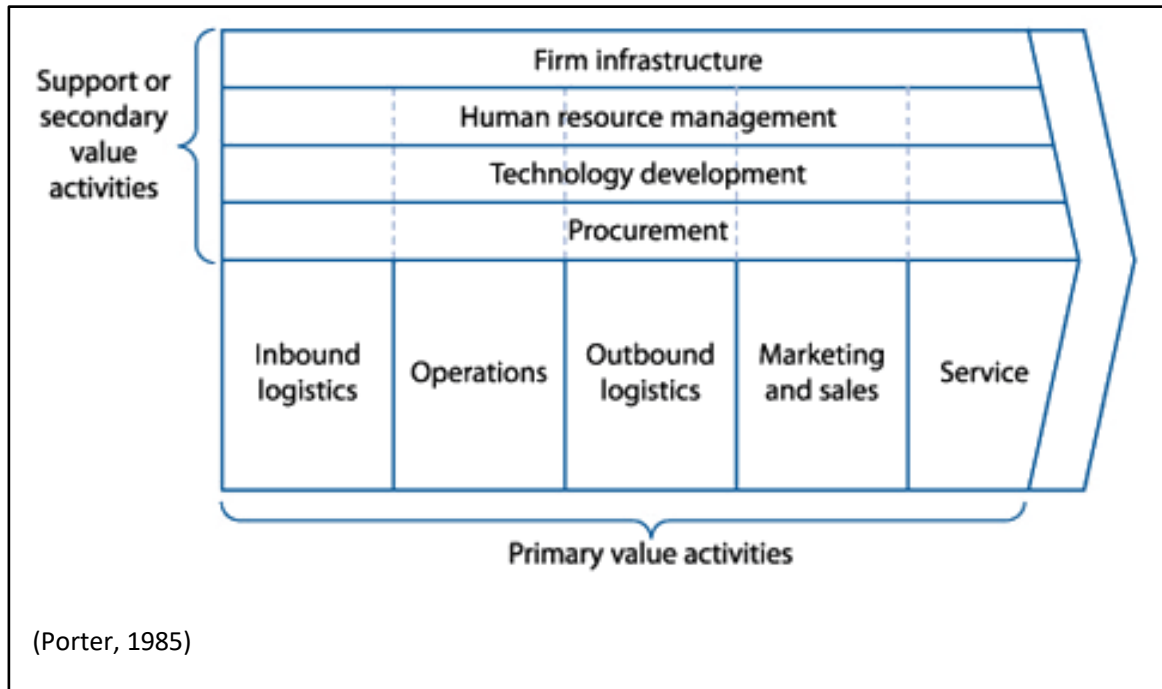 Support or
secondary
value
activities
Firm infrastructure
Human resource management
Technology development
Procurement
Inbound
logistics
Operations
Outbound
logistics
Marketing
and sales
Service
Primary value activities
(Porter, 1985)